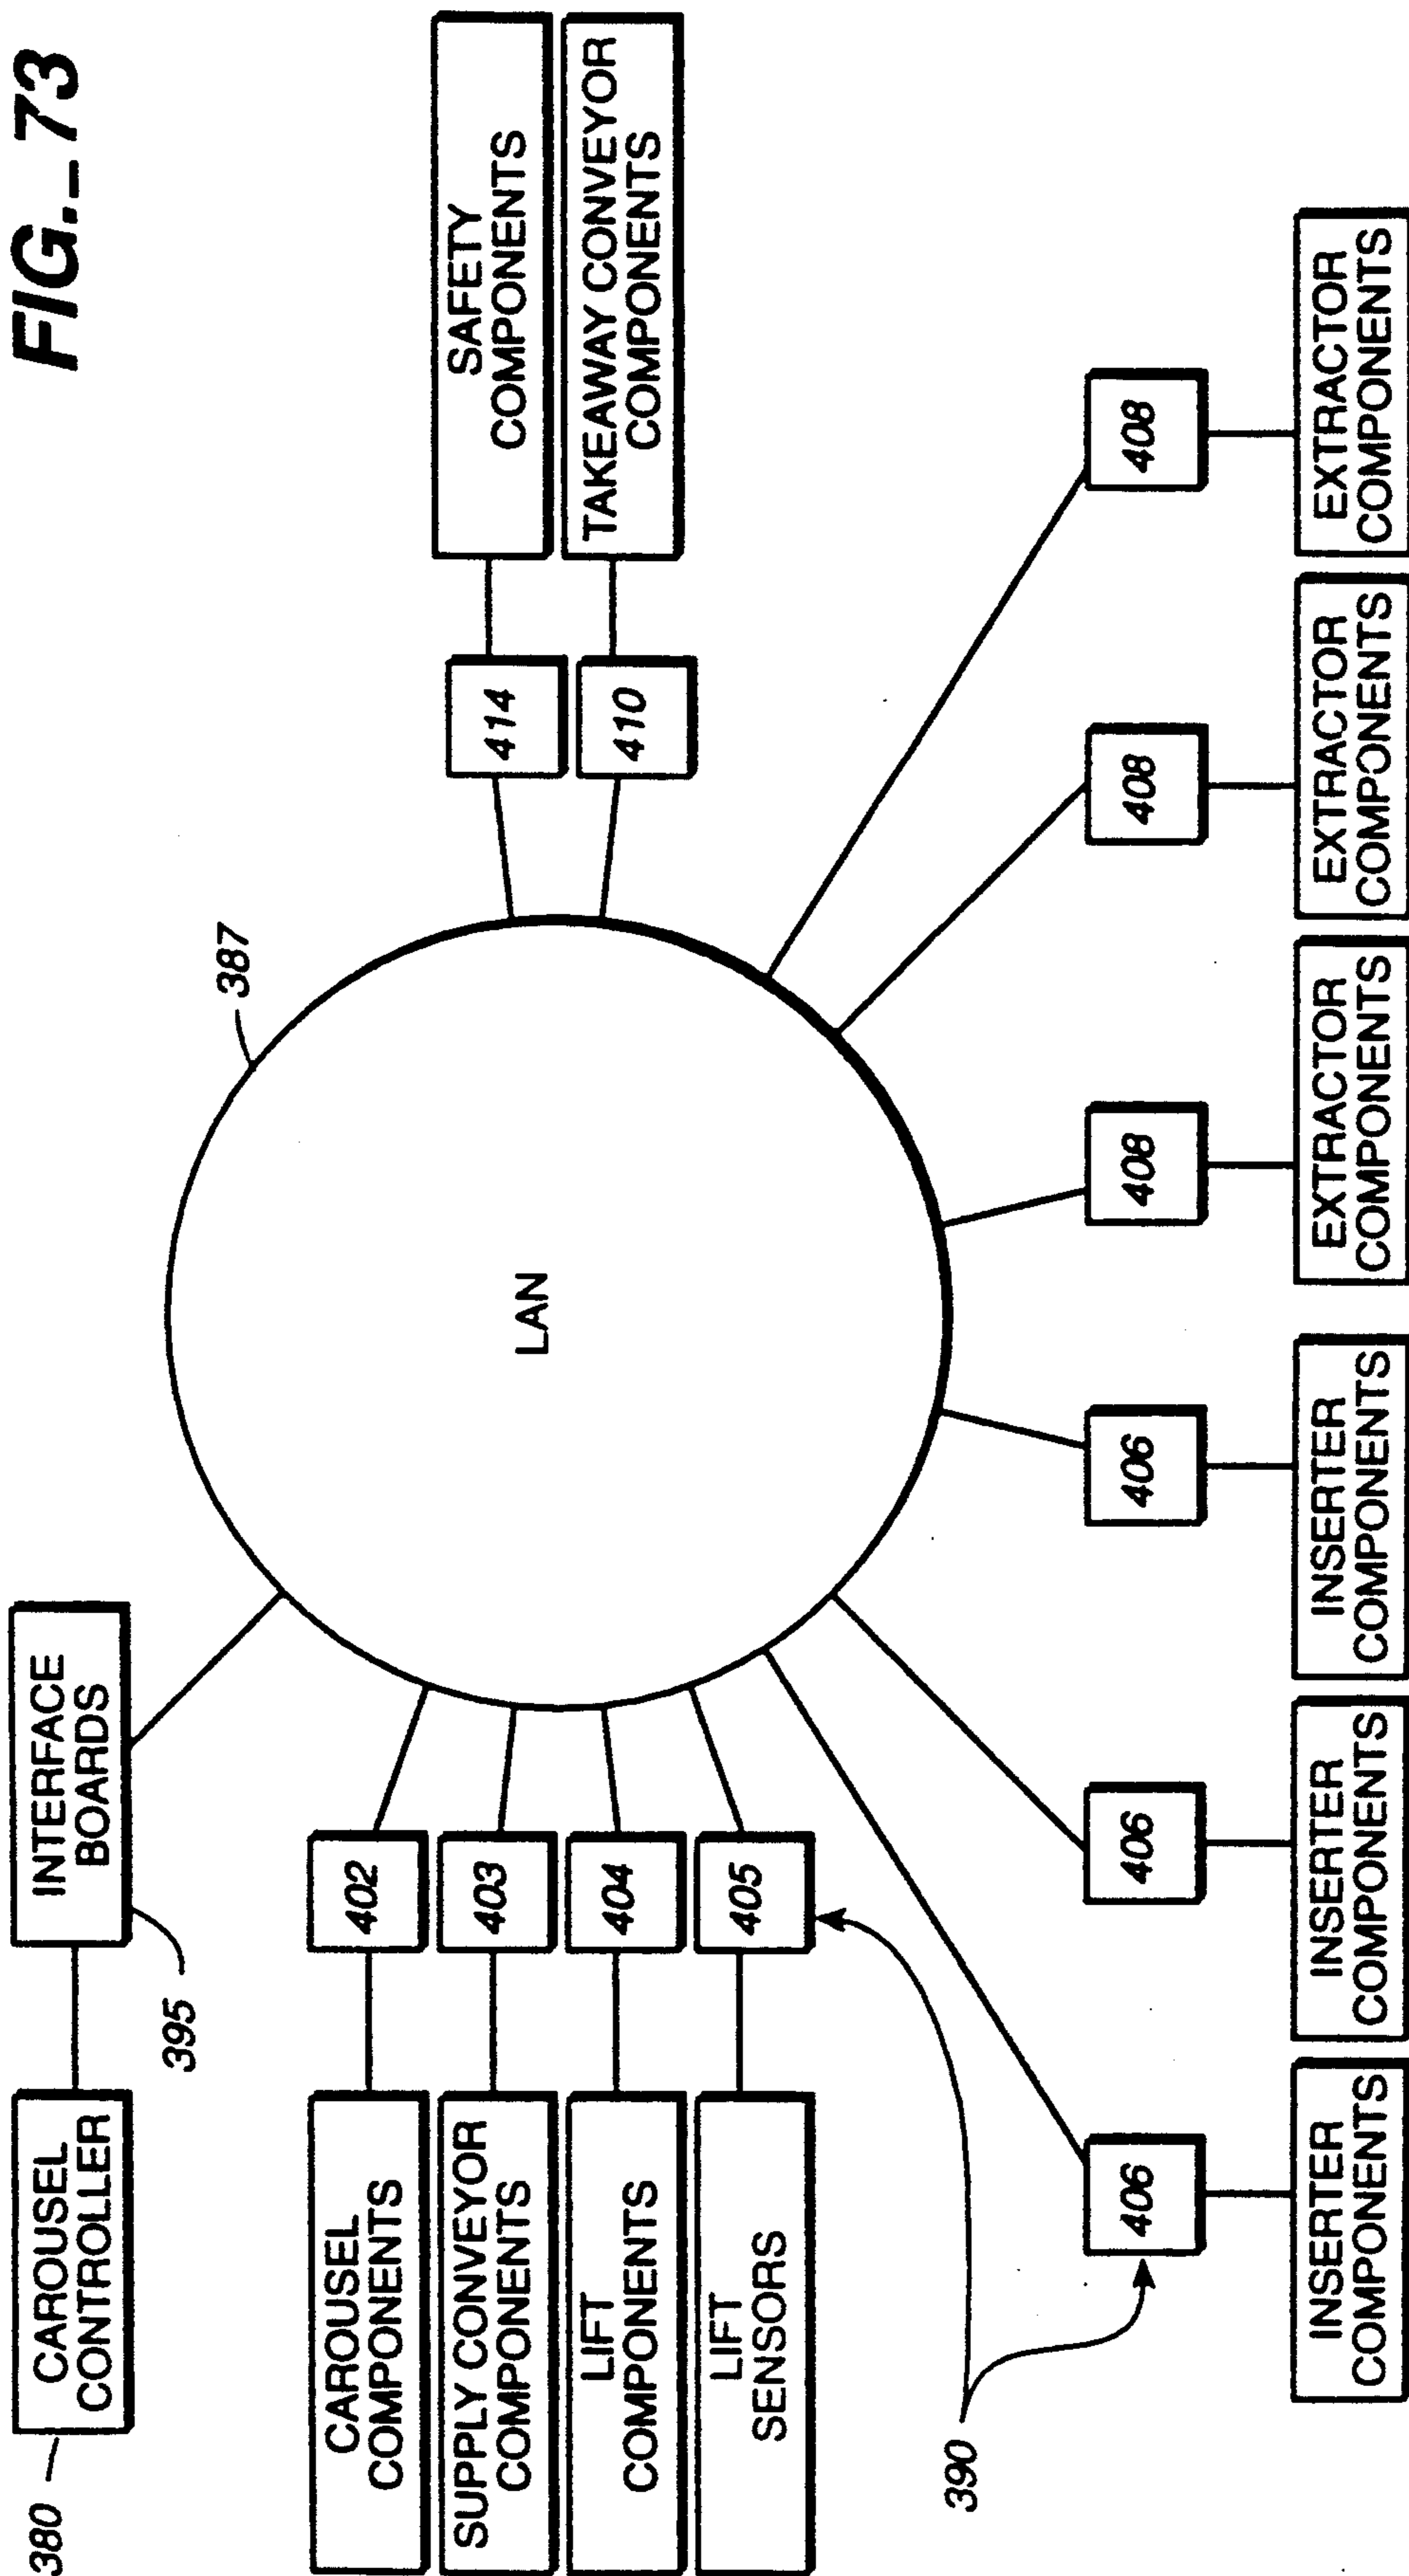 FIG._73
380
CAROUSEL
CONTROLLER
INTERFACE
BOARDS
395
387
LAN
CAROUSEL
COMPONENTS
402
SUPPLY CONVEYOR
COMPONENTS
403
LIFT
COMPONENTS
404
LIFT
SENSORS
405
390
SAFETY
COMPONENTS
414
TAKEAWAY CONVEYOR
COMPONENTS
410
406
406
406
408
408
408
INSERTER
COMPONENTS
INSERTER
COMPONENTS
INSERTER
COMPONENTS
EXTRACTOR
COMPONENTS
EXTRACTOR
COMPONENTS
EXTRACTOR
COMPONENTS